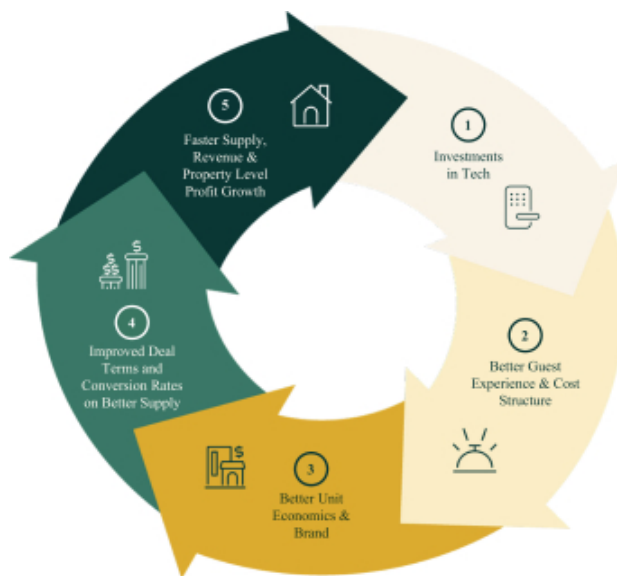 1
Investments
in Tech
2
Better Guest
Experience & Cost
Structure
3
Better Unit
Economics &
Brand
4
Improved Deal
Terms and
Conversion Rates
on Better Supply
5
Faster Supply,
Revenue &
Property Level
Profit Growth
$
$
$$
$